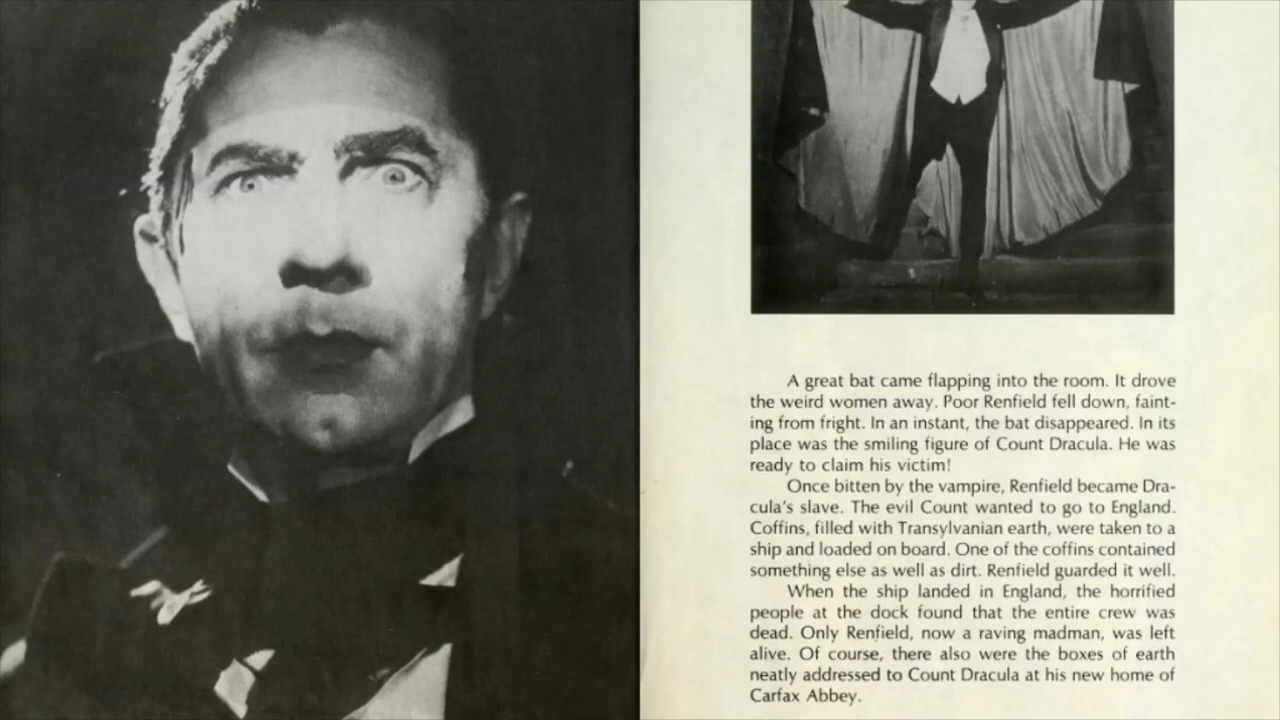 A great bat came flapping into the room. It drove
the weird women away. Poor Renfield fell down, faint-
ing from fright. In an instant, the bat disappeared. In its
place was the smiling figure of Count Dracula. He was
ready to claim his victim!
Once bitten by the vampire, Renfield became Dra-
cula's slave. The evil Count wanted to go to England.
Coffins, filled with Transylvanian earth, were taken to a
ship and loaded on board. One of the coffins contained
something else as well as dirt. Renfield guarded it well.
When the ship landed in England, the horrified
people at the dock found that the entire crew was
dead. Only Renfield, now a raving madman, was left
alive. Of course, there also were the boxes of earth
neatly addressed to Count Dracula at his new home of
Carfax Abbey.